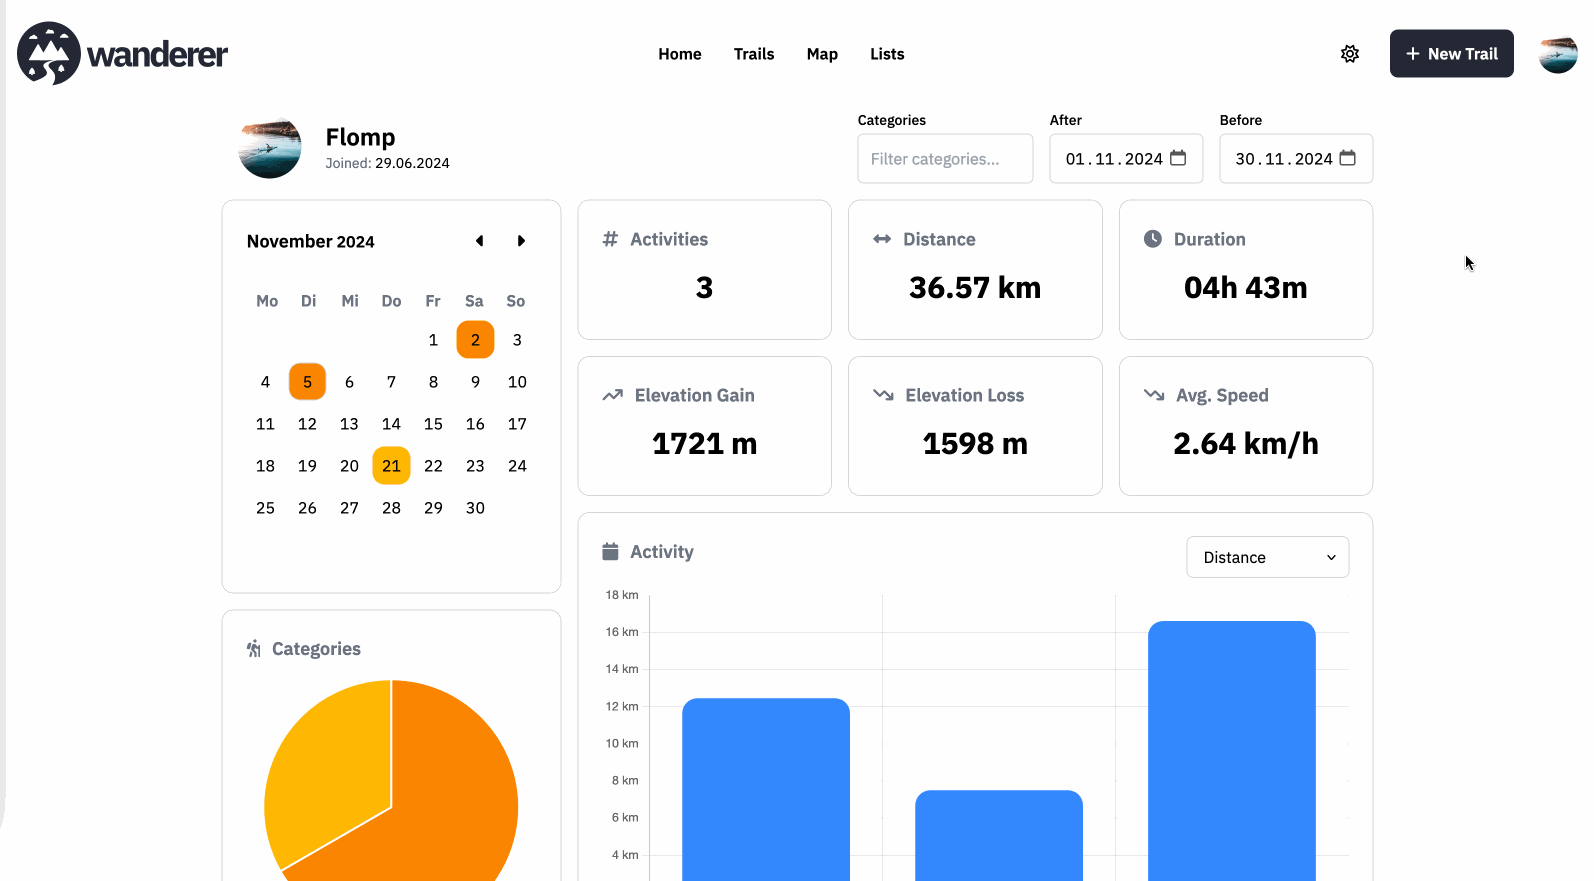 wanderer
Home Trails Map Lists
+ New Trail
Flomp
Joined: 29.06.2024
Categories After Before
Filter categories... 01.11.2024 30.11.2024
November 2024
Mo Di Mi Do Fr Sa So
1 2 3
4 5 6 7 8 9 10
11 12 13 14 15 16 17
18 19 20 21 22 23 24
25 26 27 28 29 30
# Activities
3
Distance
36.57 km
Duration
04h 43m
Elevation Gain
1721 m
Elevation Loss
1598 m
Avg. Speed
2.64 km/h
Categories
Activity
Distance
18 km
16 km
14 km
12 km
10 km
8 km
6 km
4 km